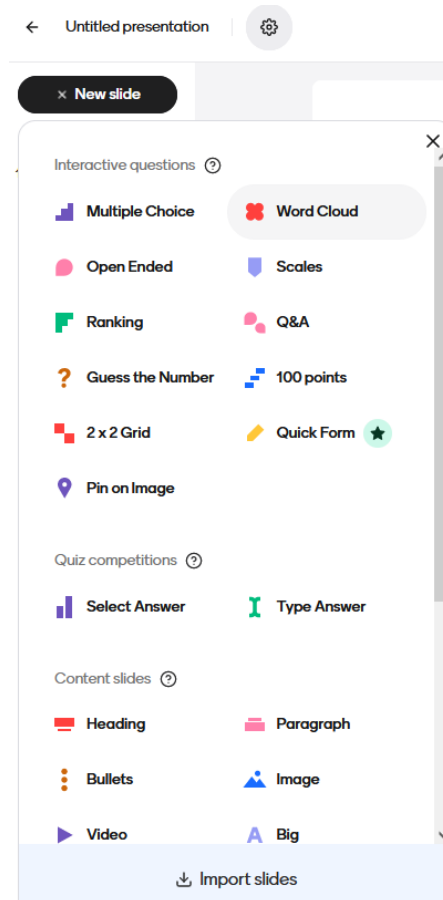 Untitled presentation
New slide
Interactive questions
Multiple Choice Word Cloud
Open Ended Scales
Ranking Q&A
Guess the Number 100 points
2 x 2 Grid Quick Form
Pin on Image
Quiz competitions
Select Answer Type Answer
Content slides
Heading Paragraph
Bullets Image
Video Big
Import slides